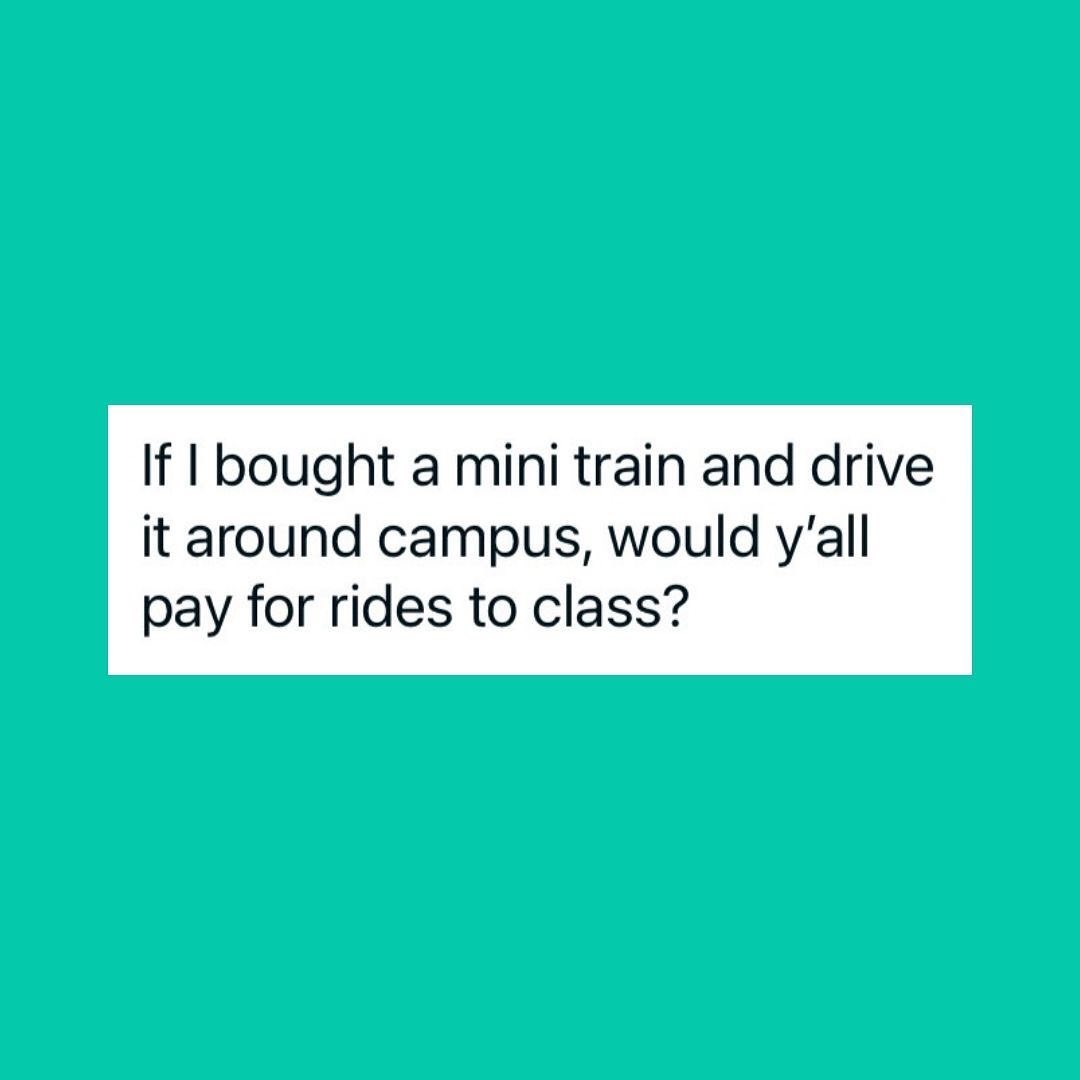 If I bought a mini train and drive
it around campus, would y’all
pay for rides to class?